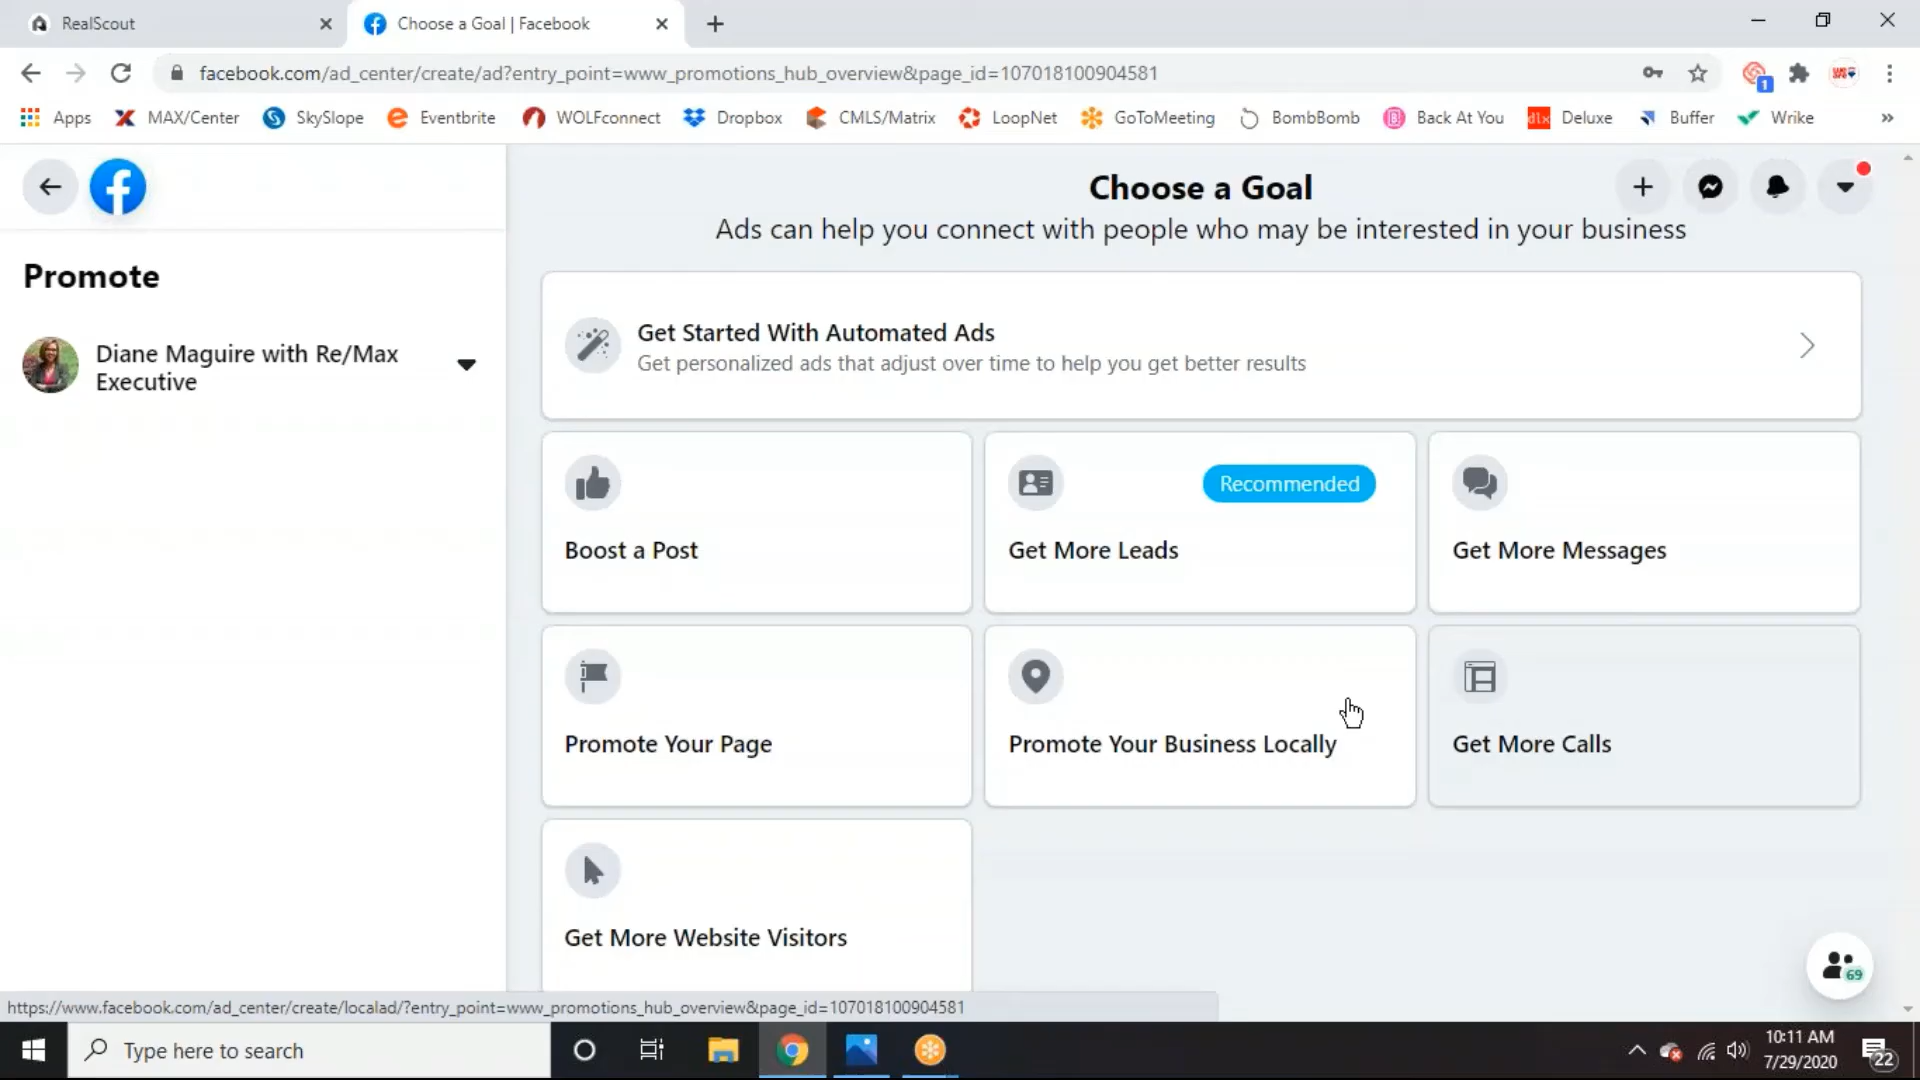 RealScout
Choose a Goal | Facebook
facebook.com/ad_center/create/ad?entry_point=www_promotions_hub_overview&page_id=107018100904581
1
Apps MAX/Center SkySlope Eventbrite WOLFconnect Dropbox CMLS/Matrix LoopNet GoToMeeting BombBomb Back At You dlx Deluxe Buffer Wrike »
Choose a Goal
Ads can help you connect with people who may be interested in your business
Promote
Diane Maguire with Re/Max
Executive
Get Started With Automated Ads
Get personalized ads that adjust over time to help you get better results
Recommended
Boost a Post
Get More Leads
Get More Messages
Promote Your Page
Promote Your Business Locally
Get More Calls
Get More Website Visitors
69
https://www.facebook.com/ad_center/create/localad/?entry_point=www_promotions_hub_overview&page_id=107018100904581
Type here to search
10:11 AM
7/29/2020
22